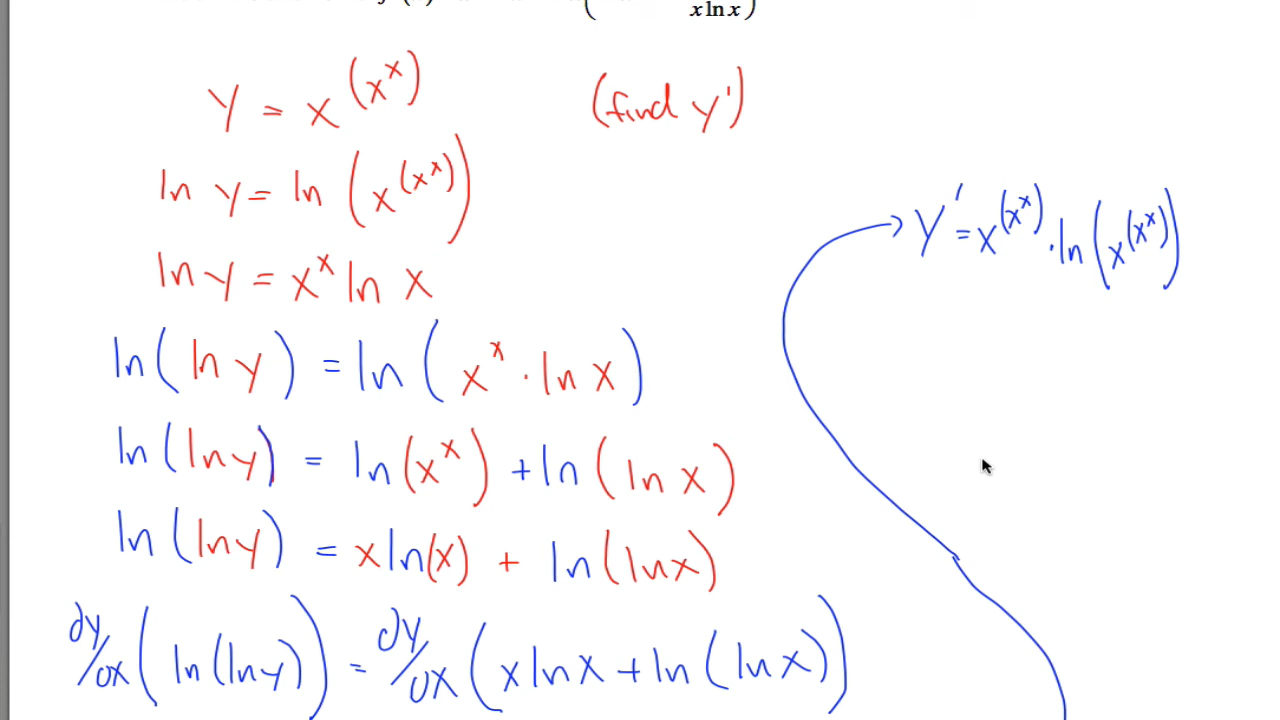 x ln x
y = x^(x^x) (find y')
ln y = ln (x^(x^x))
ln y = x^x ln x
y' = x^(x^x) · ln (x^(x^x))
ln( ln y ) = ln ( x^x · ln x )
ln (ln y) = ln (x^x) + ln ( ln x )
ln (ln y) = x ln(x) + ln (ln x)
dy/dx ( ln (ln y) ) = dy/dx ( x ln x + ln ( ln x ) )